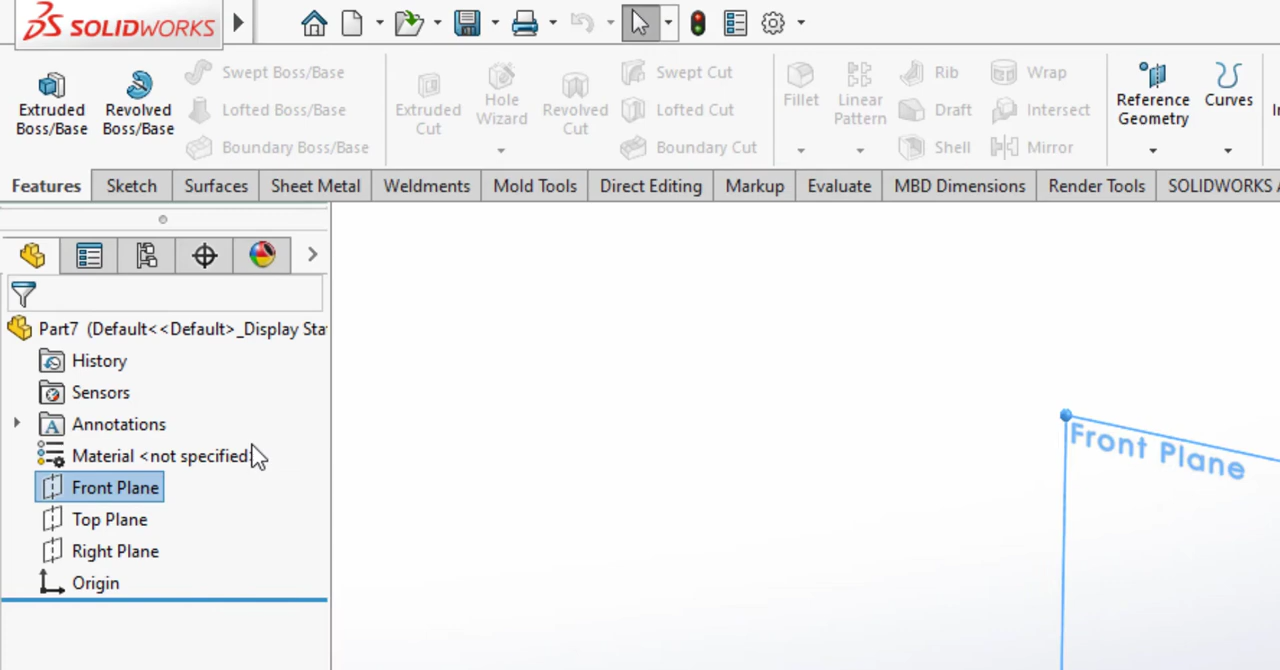 SOLIDWORKS
Extruded Boss/Base
Revolved Boss/Base
Swept Boss/Base
Lofted Boss/Base
Boundary Boss/Base
Extruded Cut
Hole Wizard
Revolved Cut
Swept Cut
Lofted Cut
Boundary Cut
Fillet
Linear Pattern
Rib
Draft
Shell
Wrap
Intersect
Mirror
Reference Geometry
Curves
Features Sketch Surfaces Sheet Metal Weldments Mold Tools Direct Editing Markup Evaluate MBD Dimensions Render Tools SOLIDWORKS A
Part7 (Default<<Default>_Display Sta
History
Sensors
Annotations
Material <not specified>
Front Plane
Top Plane
Right Plane
Origin
Front Plane